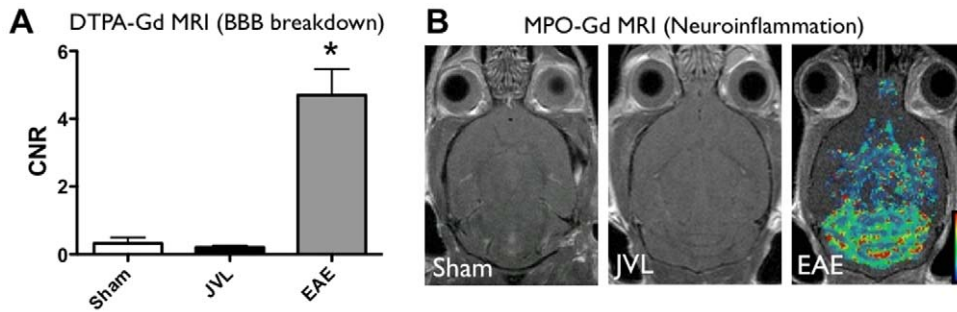 A
DTPA-Gd MRI (BBB breakdown)
6
4
2
0
CNR
*
Sham
JVL
EAE
B
MPO-Gd MRI (Neuroinflammation)
Sham
JVL
EAE